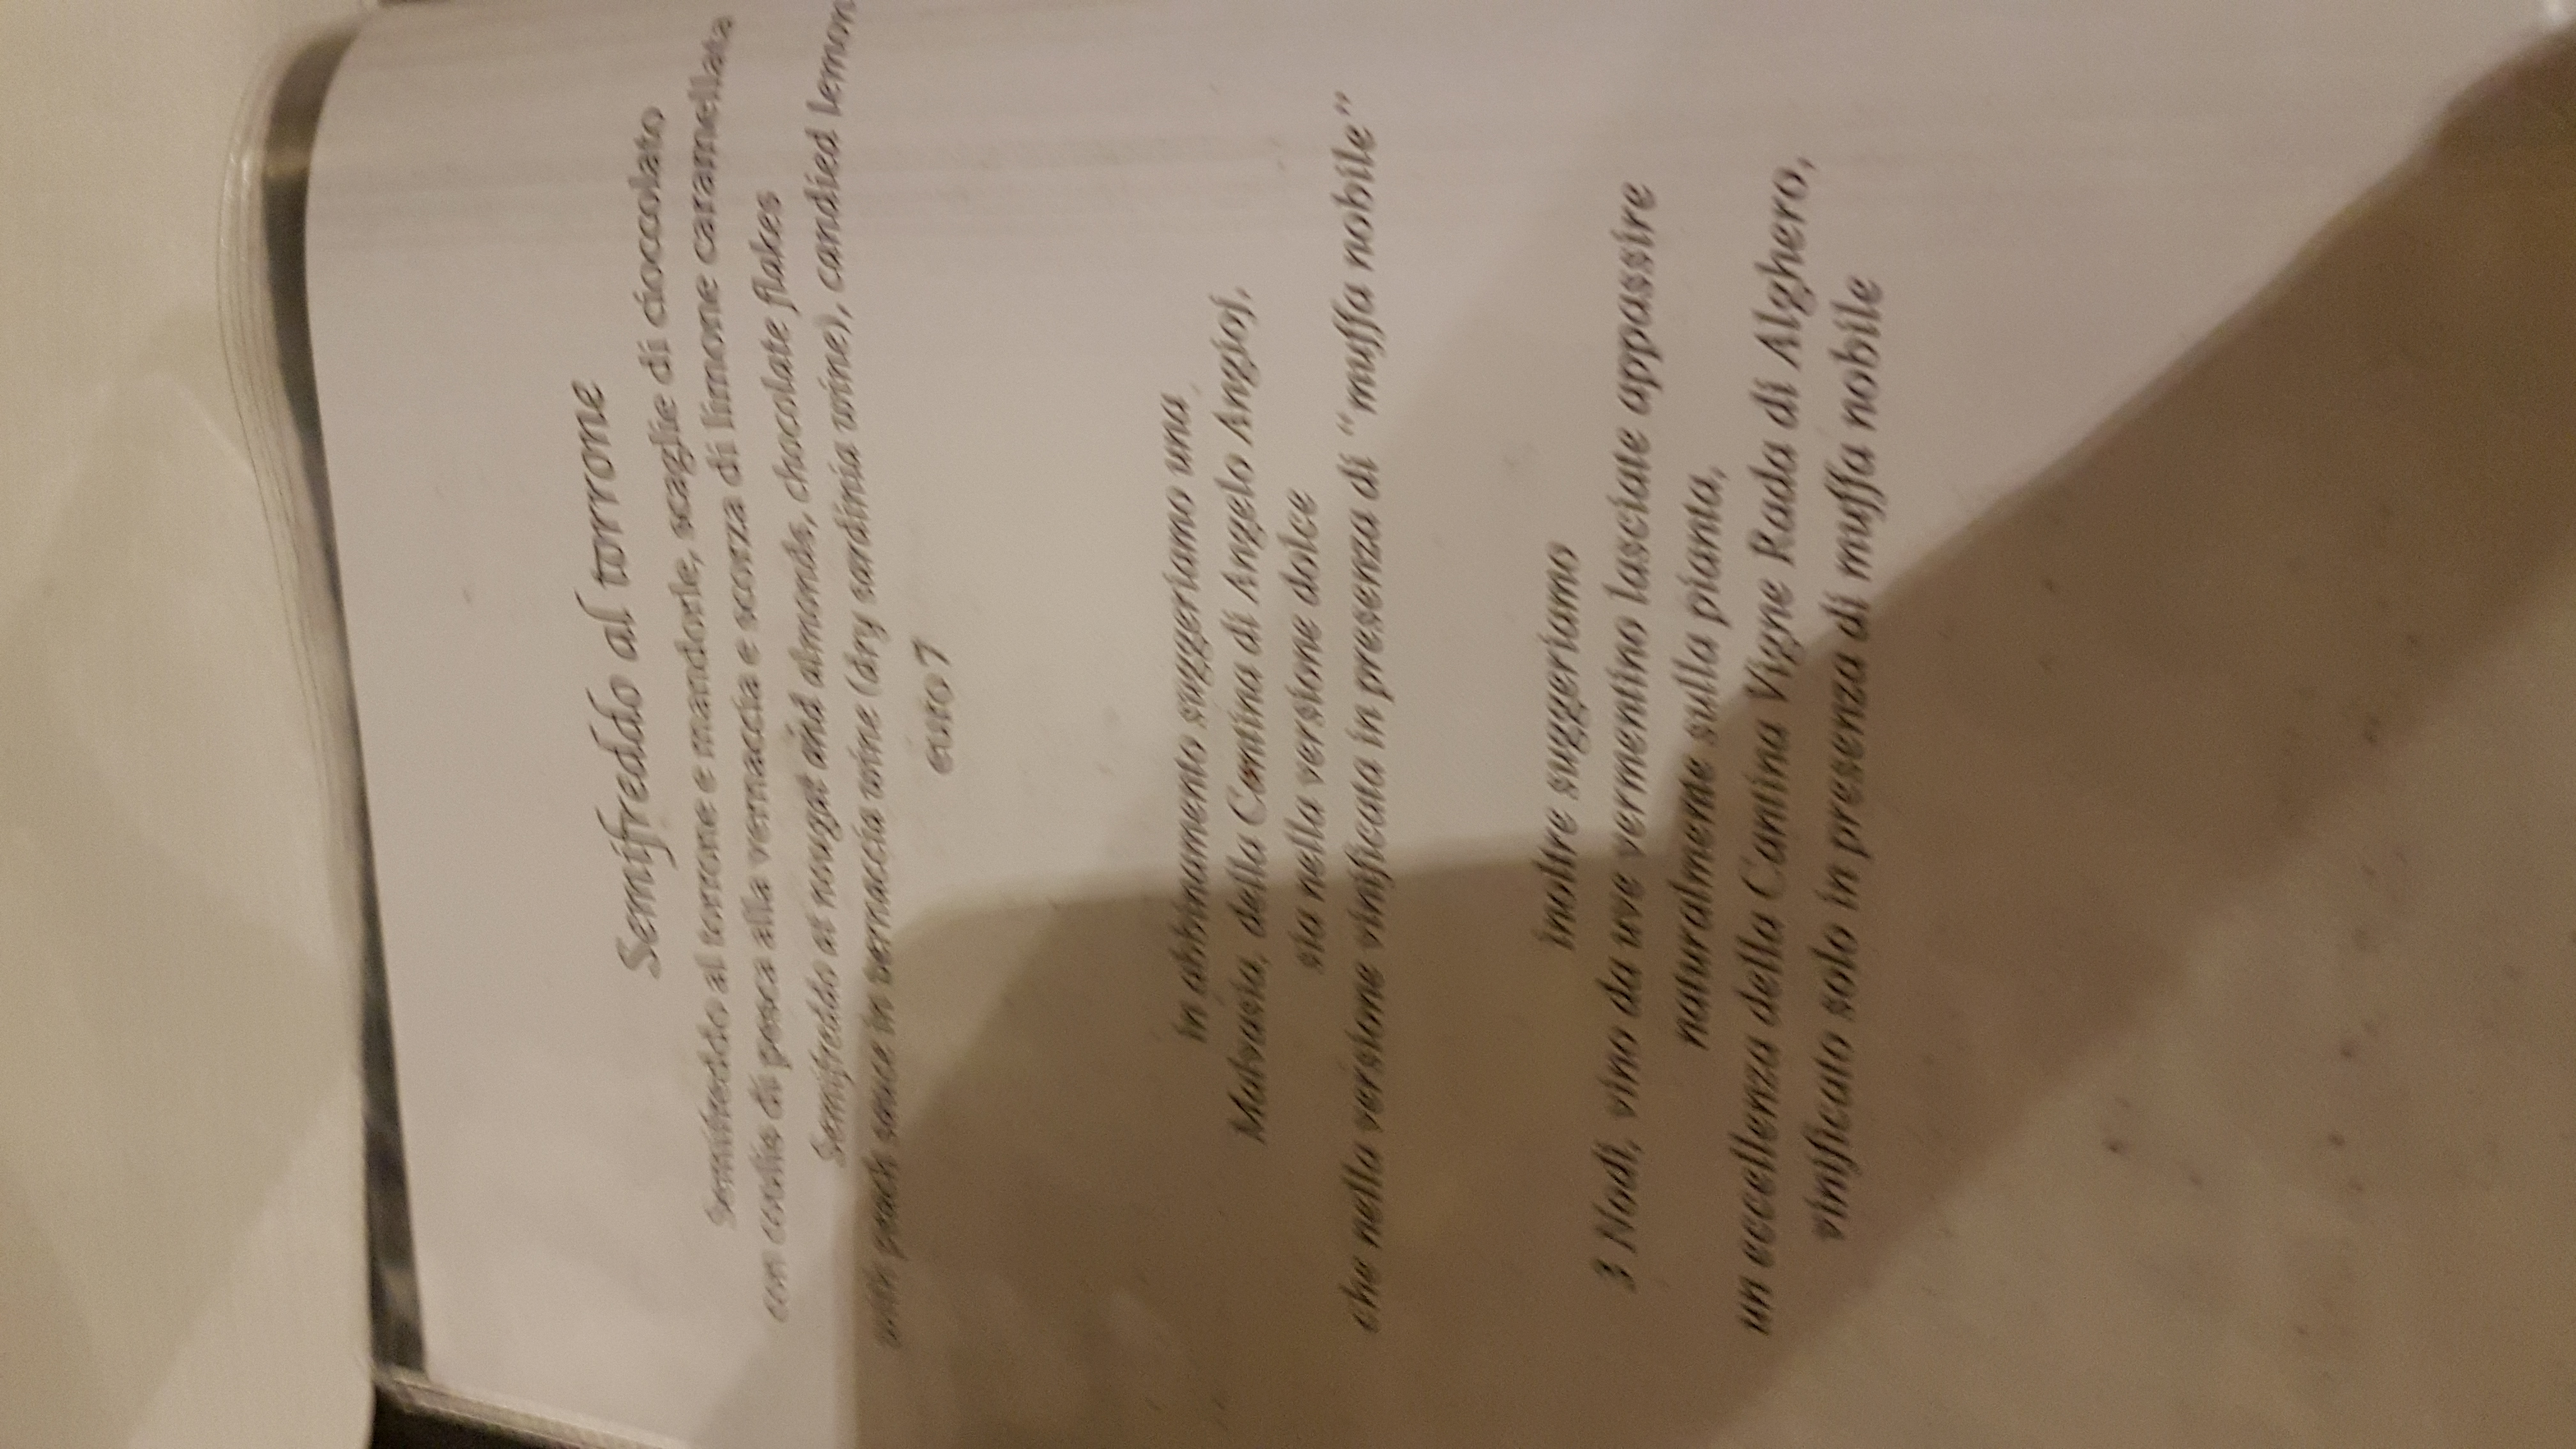 Semifreddo al torrone
Semifreddo al torrone e mandorle, scaglie di cioccolato
con coulis di pesca alla vernaccia e scorza di limone caramellata
Semifreddo at nougat and almonds, chocolate flakes
with peach sauce in vernaccia wine (dry sardinia wine), candied lemon
euro 7
in abbinamento suggeriamo una
Malvasia, della Cantina di Angelo Angioj,
sia nella versione dolce
che nella versione vinificata in presenza di “muffa nobile”
inoltre suggeriamo
3 Nodi, vino da uve vermentino lasciate appassire
naturalmente sulla pianta,
un eccellenza della Cantina Vigne Rada di Alghero,
vinificato solo in presenza di muffa nobile